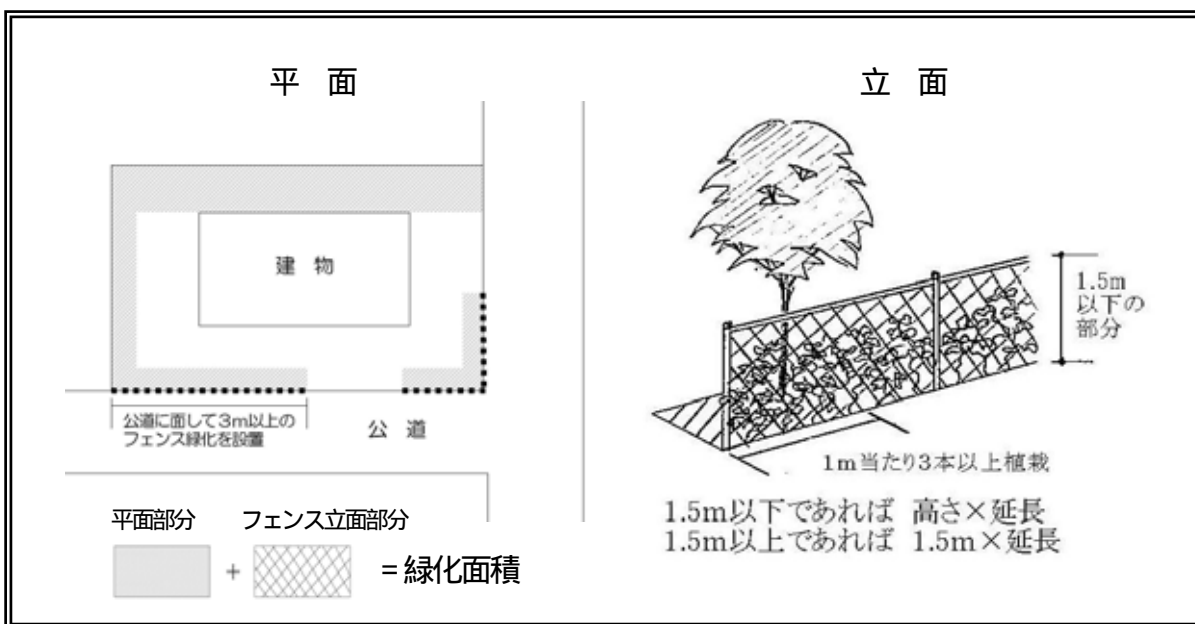 平 面
建 物
公道に面して3m以上の
フェンス緑化を設置
公 道
平面部分 フェンス立面部分
+ =緑化面積
立 面
1.5m
以下の
部分
1m当たり3本以上植栽
1.5m以下であれば 高さ×延長
1.5m以上であれば 1.5m×延長